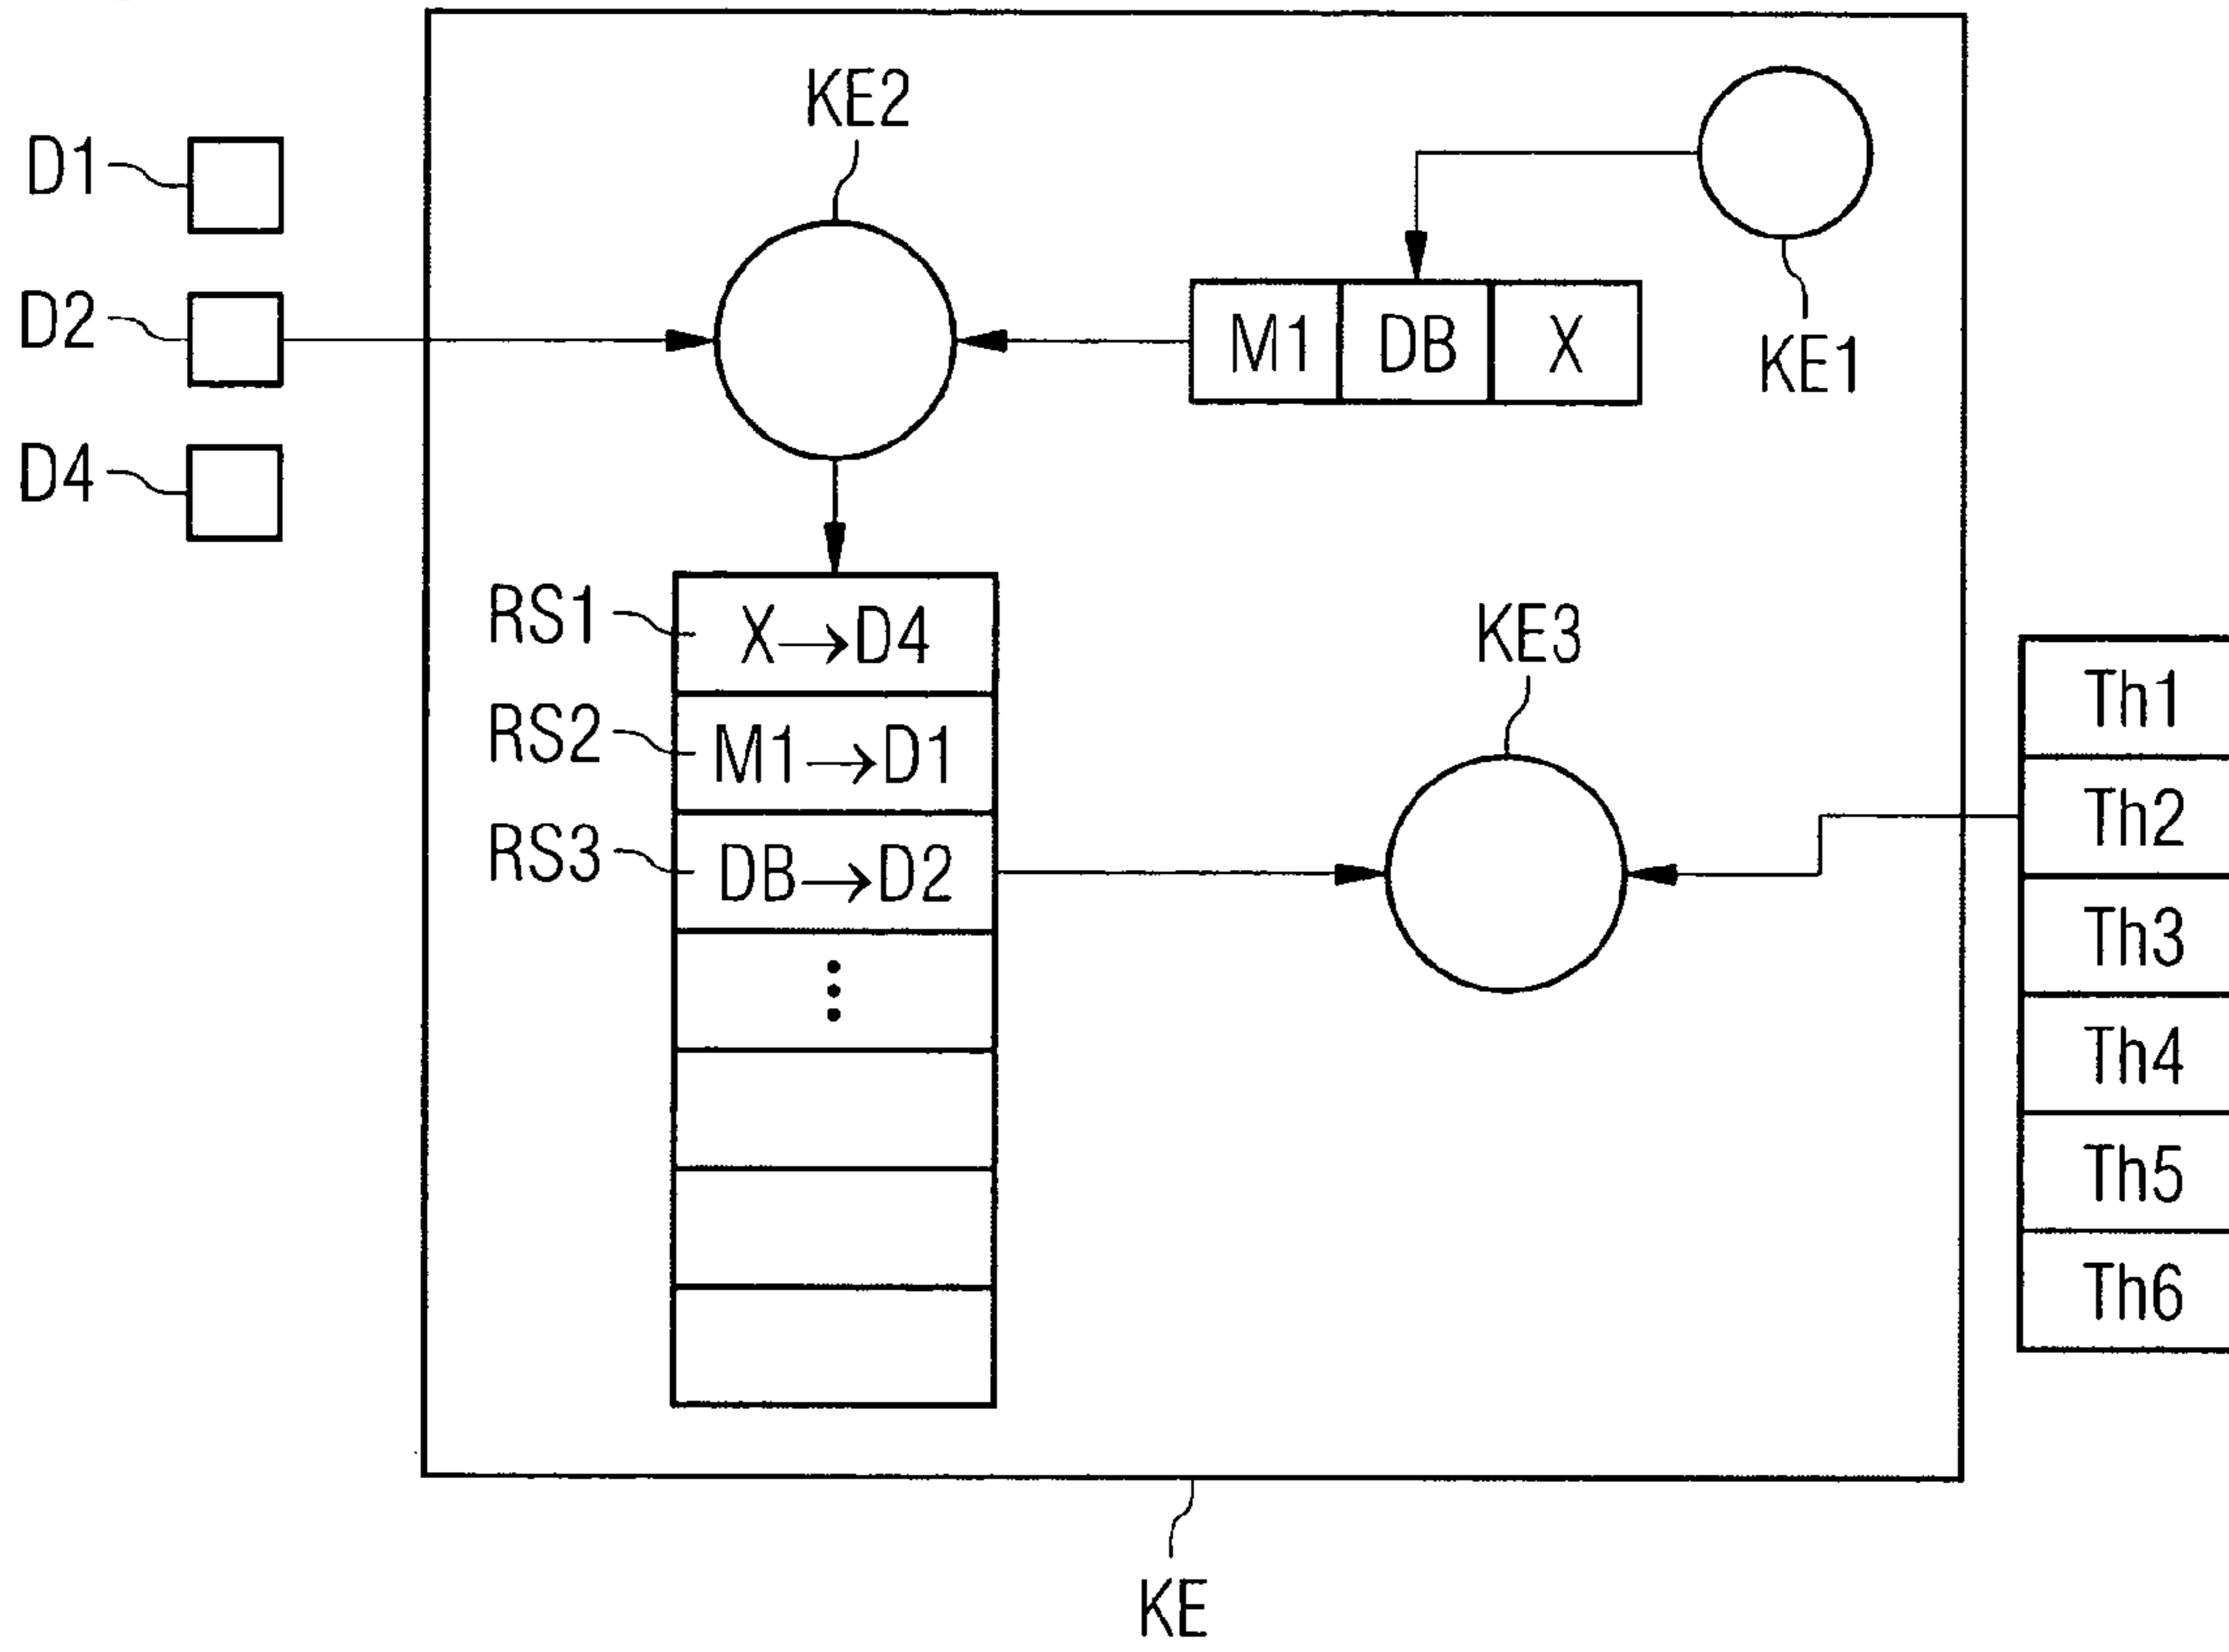 KE2
D1
D2
M1 DB X
KE1
D4
RS1 X→D4
KE3
RS2 M1→D1
RS3 DB→D2
Th1
Th2
Th3
Th4
Th5
Th6
KE